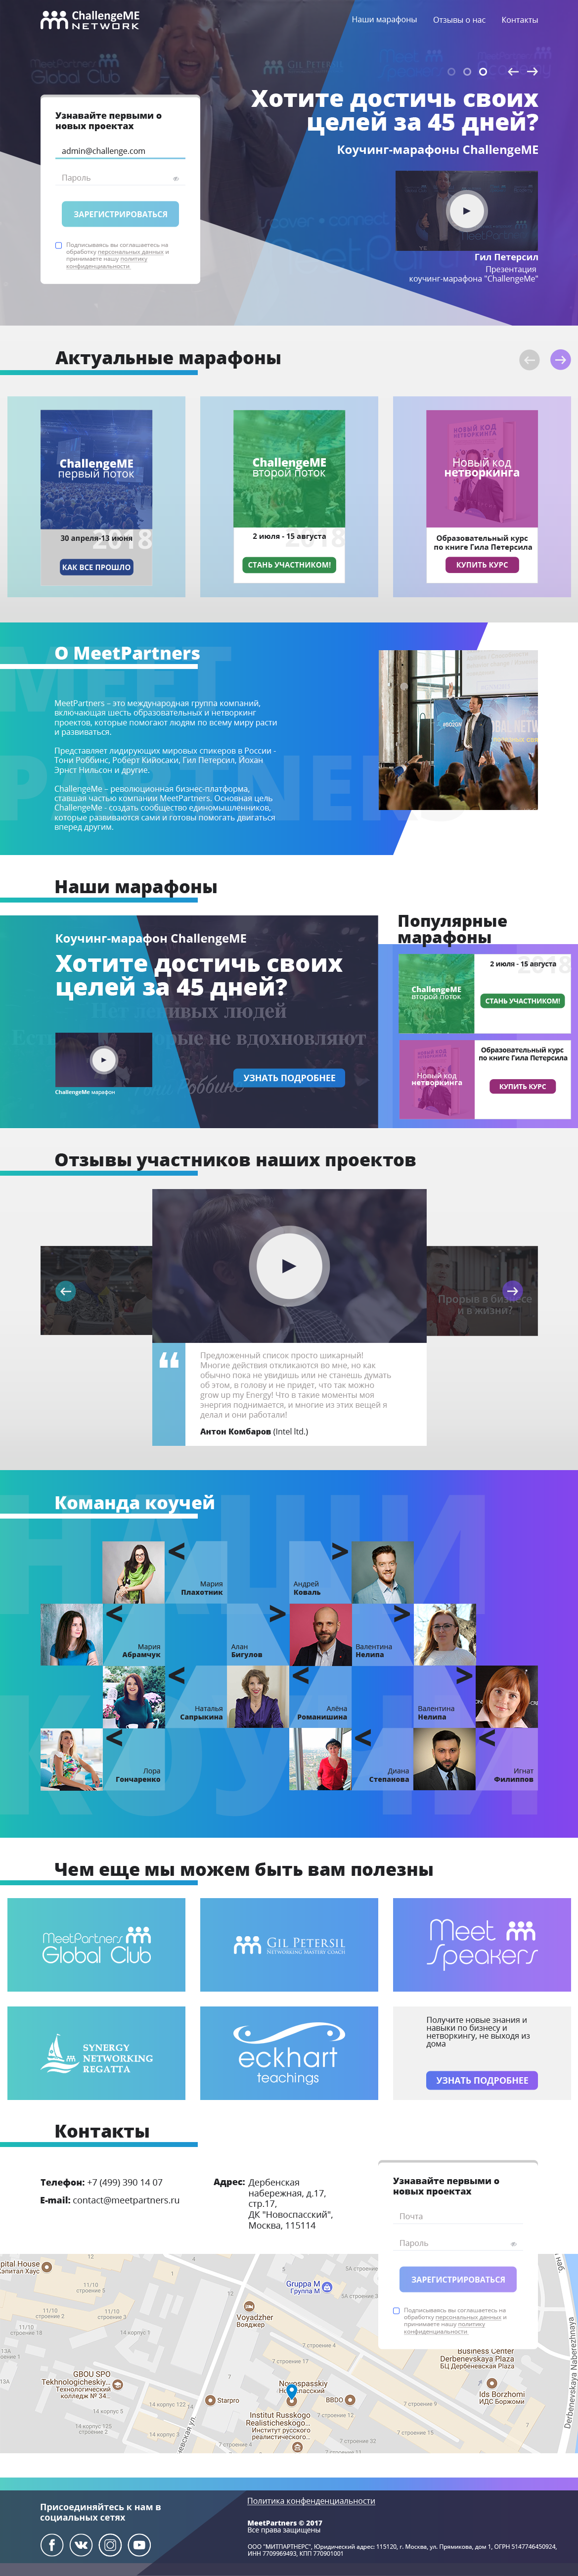 ChallengeME
NETWORK
Наши марафоны
Отзывы о нас
Контакты
MeetPartners
Global Club
GIL PETERSIL
Узнавайте первыми о
новых проектах
admin@challenge.com
Пароль
ЗАРЕГИСТРИРОВАТЬСЯ
Подписываясь вы соглашаетесь на
обработку персональных данных и
принимаете нашу политику
конфиденциальности
Хотите достичь своих
целей за 45 дней?
Коучинг-марафоны ChallengeME
Гил Петерсил
Презентация
коучинг-марафона "ChallengeMe"
Актуальные марафоны
ChallengeME
первый поток
2018
30 апреля-13 июня
КАК ВСЕ ПРОШЛО
ChallengeME
второй поток
2018
2 июля - 15 августа
СТАНЬ УЧАСТНИКОМ!
НОВЫЙ КОД
НЕТВОРКИНГА
Новый код
нетворкинга
Образовательный курс
по книге Гила Петерсила
КУПИТЬ КУРС
MEET
PARTNERS
О MeetPartners
MeetPartners – это международная группа компаний,
включающая шесть образовательных и нетворкинг
проектов, которые помогают людям по всему миру расти
и развиваться.
Представляет лидирующих мировых спикеров в России -
Тони Роббинс, Роберт Кийосаки, Гил Петерсил, Йохан
Эрнст Нильсон и другие.
ChallengeMe – революционная бизнес-платформа,
ставшая частью компании MeetPartners. Основная цель
ChallengeMe - создать сообщество единомышленников,
которые развиваются сами и готовы помогать двигаться
вперед другим.
Наши марафоны
Коучинг-марафон ChallengeME
Хотите достичь своих
целей за 45 дней?
Нет ленивых людей
которые не вдохновляют
ChallengeMe марафон
УЗНАТЬ ПОДРОБНЕЕ
Популярные
марафоны
ChallengeME
второй поток
2018
2 июля - 15 августа
СТАНЬ УЧАСТНИКОМ!
Новый код
нетворкинга
Образовательный курс
по книге Гила Петерсила
КУПИТЬ КУРС
Отзывы участников наших проектов
Прорыв в бизнесе
и в жизни?
Предложенный список просто шикарный!
Многие действия откликаются во мне, но как
обычно пока не увидишь или не станешь думать
об этом, в голову и не придет, что так можно
grow up my Energy! Что в такие моменты моя
энергия поднимается, и многие из этих вещей я
делал и они работали!
Антон Комбаров (Intel ltd.)
НАШИ
КОУЧИ
Команда коучей
Мария
Плахотник
Андрей
Коваль
Мария
Абрамчук
Алан
Бигулов
Валентина
Нелипа
Наталья
Сапрыкина
Алёна
Романишина
Валентина
Нелипа
Лора
Гончаренко
Диана
Степанова
Игнат
Филиппов
Чем еще мы можем быть вам полезны
MeetPartners
Global Club
GIL PETERSIL
NETWORKING MASTERY COACH
Meet
Speakers
SYNERGY
NETWORKING
REGATTA
eckhart
teachings
Получите новые знания и
навыки по бизнесу и
нетворкингу, не выходя из
дома
УЗНАТЬ ПОДРОБНЕЕ
Контакты
Телефон: +7 (499) 390 14 07
E-mail: contact@meetpartners.ru
Адрес: Дербенская
набережная, д.17,
стр.17,
ДК "Новоспасский",
Москва, 115114
Узнавайте первыми о
новых проектах
Почта
Пароль
ЗАРЕГИСТРИРОВАТЬСЯ
Подписываясь вы соглашаетесь на
обработку персональных данных и
принимаете нашу политику
конфиденциальности
Gruppa M
Группа М
Voyadzher
Вояджер
GBOU SPO
Tekhnologicheskiy...
Технологический
колледж № 34...
Starpro
Novospasskiy
Новоспасский
BBDO
Institut Russkogo
Realisticheskogo...
Институт русского
реалистического...
Business Center
Derbenevskaya Plaza
БЦ Дербеневская Плаза
Ids Borzhomi
ИДС Боржоми
Derbenevskaya Naberezhnaya
Присоединяйтесь к нам в
социальных сетях
Политика конфенденциальности
MeetPartners © 2017
Все права защищены
ООО "МИТПАРТНЕРС", Юридический адрес: 115120, г. Москва, ул. Прямикова, дом 1, ОГРН 5147746450924,
ИНН 7709969493, КПП 770901001